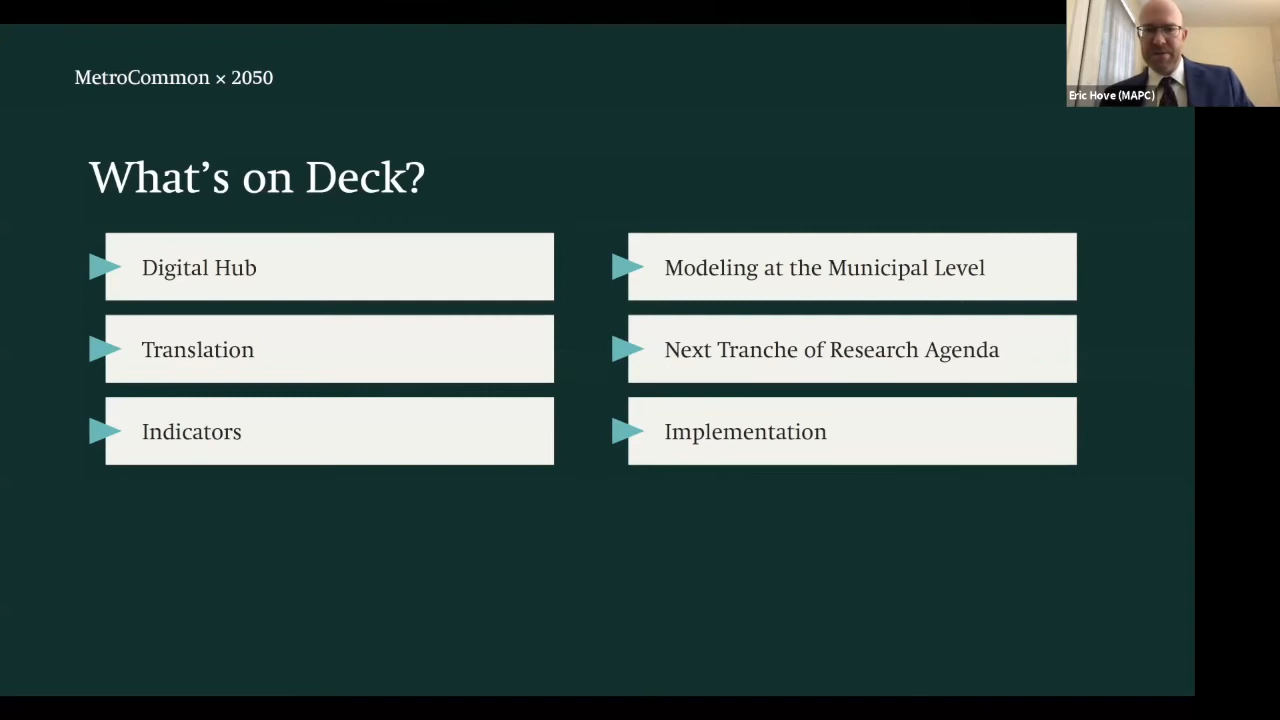 MetroCommon × 2050
Eric Hove (MAPC)
What’s on Deck?
Digital Hub
Translation
Indicators
Modeling at the Municipal Level
Next Tranche of Research Agenda
Implementation